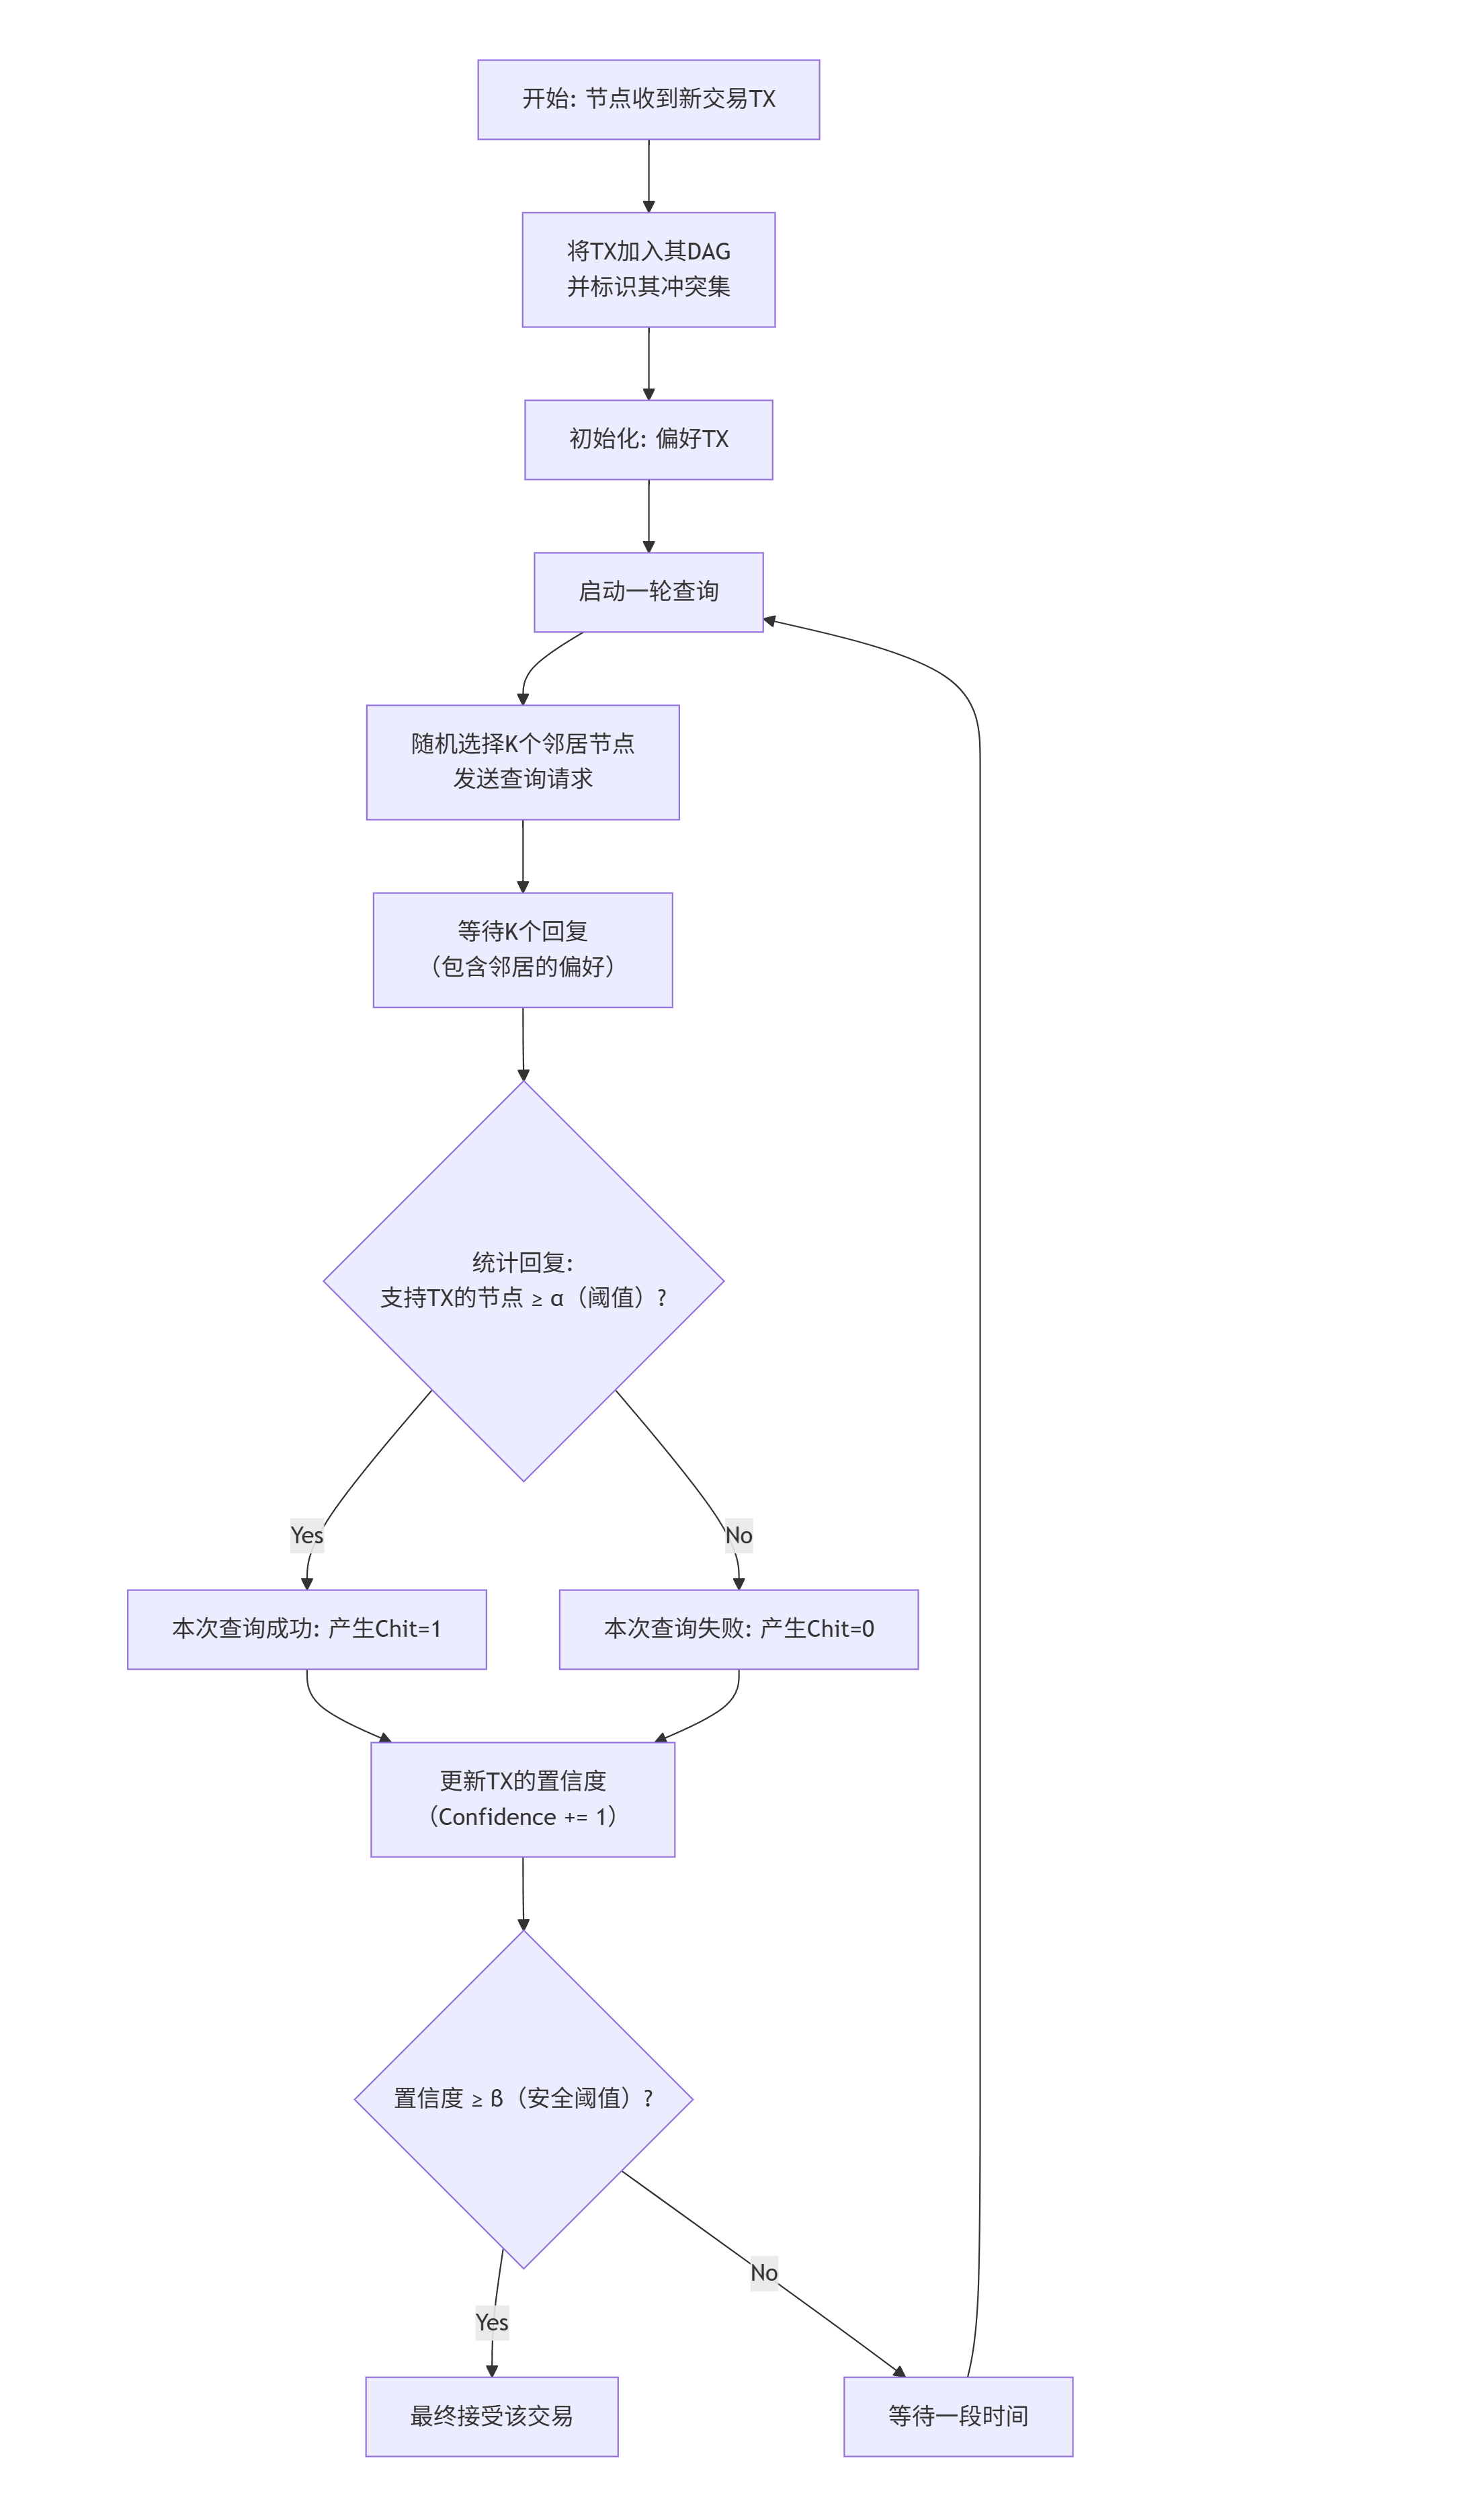 开始: 节点收到新交易TX
将TX加入其DAG
并标识其冲突集
初始化: 偏好TX
启动一轮查询
随机选择K个邻居节点
发送查询请求
等待K个回复
（包含邻居的偏好）
统计回复:
支持TX的节点 ≥ α（阈值）?
Yes
No
本次查询成功: 产生Chit=1
本次查询失败: 产生Chit=0
更新TX的置信度
（Confidence += 1）
置信度 ≥ β（安全阈值）?
No
Yes
最终接受该交易
等待一段时间